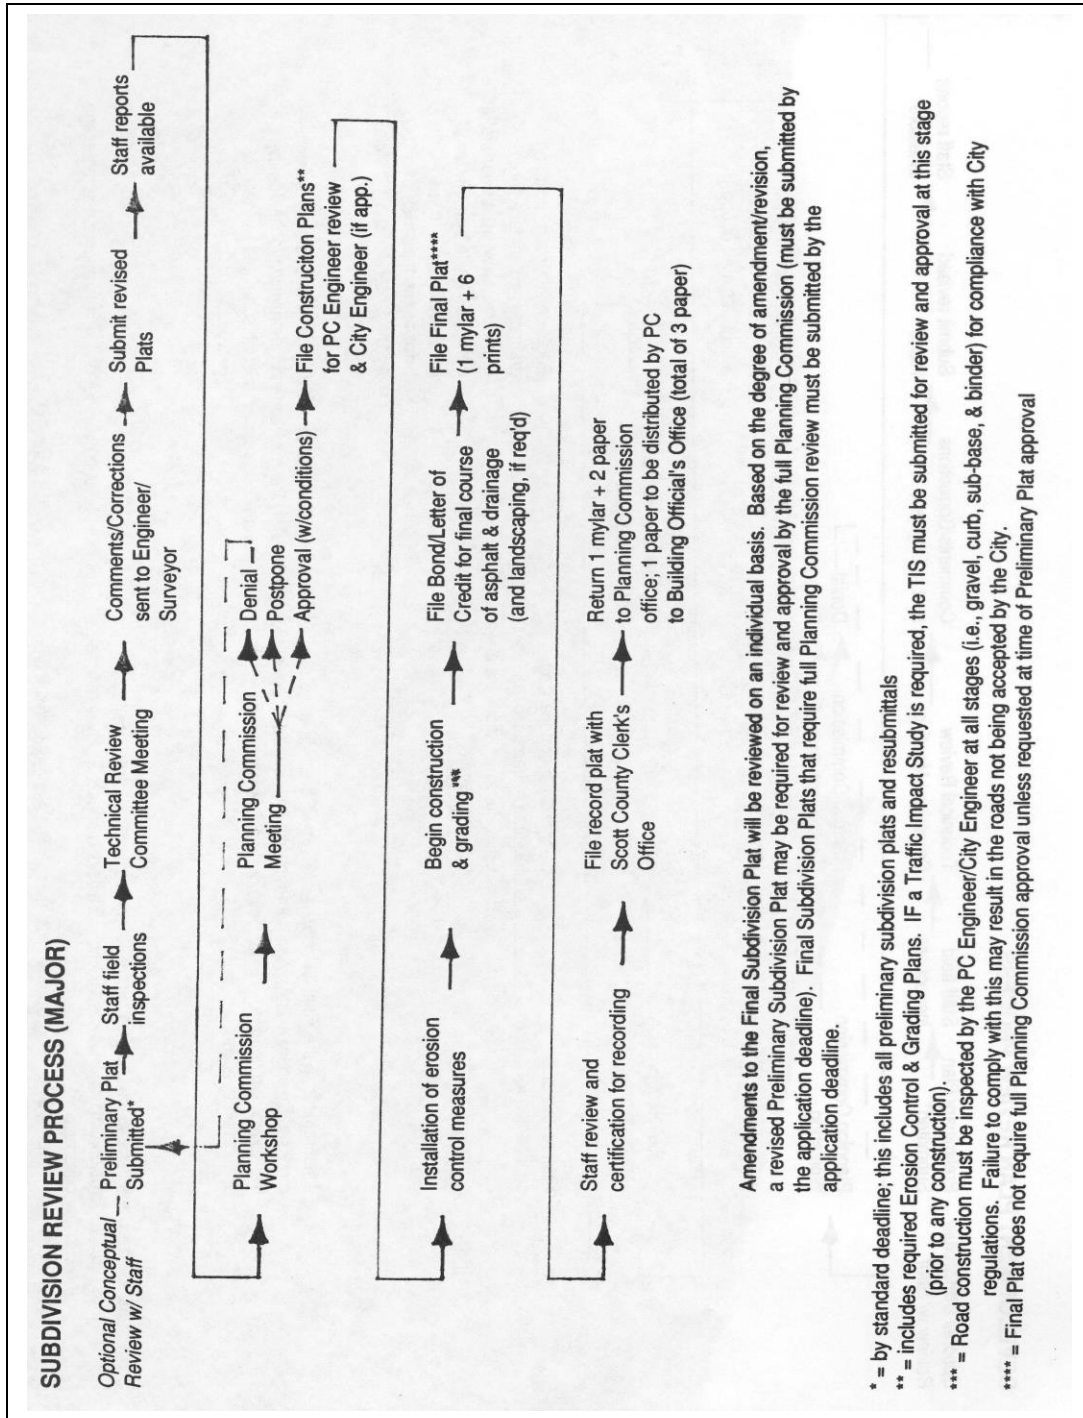 SUBDIVISION REVIEW PROCESS (MAJOR)
Optional Conceptual
Review w/ Staff
Preliminary Plat
Submitted*
Staff field
inspections
Technical Review
Committee Meeting
Comments/Corrections
sent to Engineer/
Surveyor
Submit revised
Plats
Staff reports
available
Planning Commission
Workshop
Planning Commission
Meeting
Denial
Postpone
Approval (w/conditions)
File Construciton Plans**
for PC Engineer review
& City Engineer (if app.)
Installation of erosion
control measures
Begin construction
& grading ***
File Bond/Letter of
Credit for final course
of asphalt & drainage
(and landscaping, if req'd)
File Final Plat****
(1 mylar + 6
prints)
Staff review and
certification for recording
File record plat with
Scott County Clerk's
Office
Return 1 mylar + 2 paper
to Planning Commission
office; 1 paper to be distributed by PC
to Building Official's Office (total of 3 paper)
Amendments to the Final Subdivision Plat will be reviewed on an individual basis. Based on the degree of amendment/revision,
a revised Preliminary Subdivision Plat may be required for review and approval by the full Planning Commission (must be submitted by
the application deadline). Final Subdivision Plats that require full Planning Commission review must be submitted by the
application deadline.
* = by standard deadline; this includes all preliminary subdivision plats and resubmittals
** = includes required Erosion Control & Grading Plans. IF a Traffic Impact Study is required, the TIS must be submitted for review and approval at this stage
(prior to any construction).
*** = Road construction must be inspected by the PC Engineer/City Engineer at all stages (i.e., gravel, curb, sub-base, & binder) for compliance with City
regulations. Failure to comply with this may result in the roads not being accepted by the City.
**** = Final Plat does not require full Planning Commission approval unless requested at time of Preliminary Plat approval